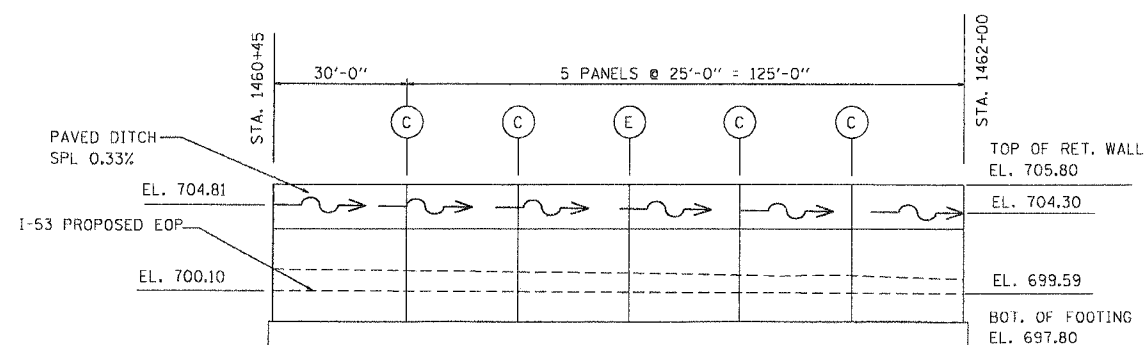 STA. 1460+45
30'-0"
5 PANELS @ 25'-0" = 125'-0"
STA. 1462+00
C
C
E
C
C
PAVED DITCH
SPL 0.33%
TOP OF RET. WALL
EL. 705.80
EL. 704.81
EL. 704.30
I-53 PROPOSED EOP
EL. 700.10
EL. 699.59
BOT. OF FOOTING
EL. 697.80